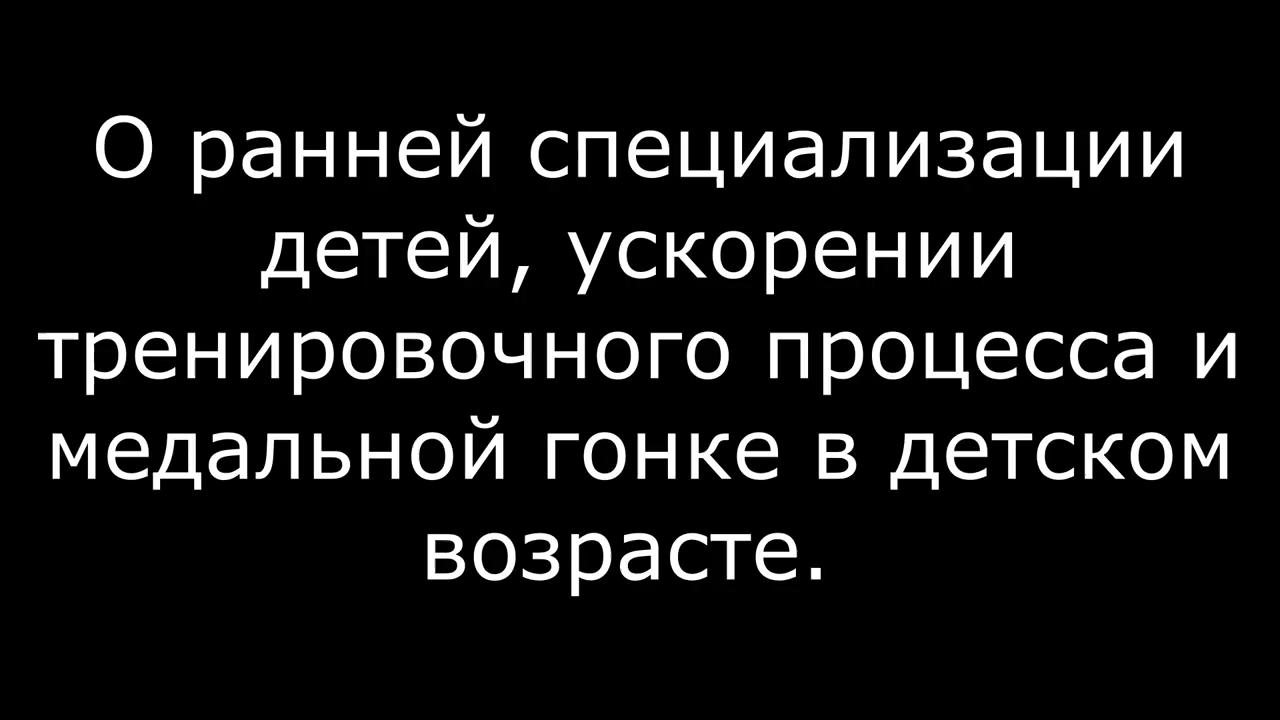 О ранней специализации
детей, ускорении
тренировочного процесса и
медальной гонке в детском
возрасте.